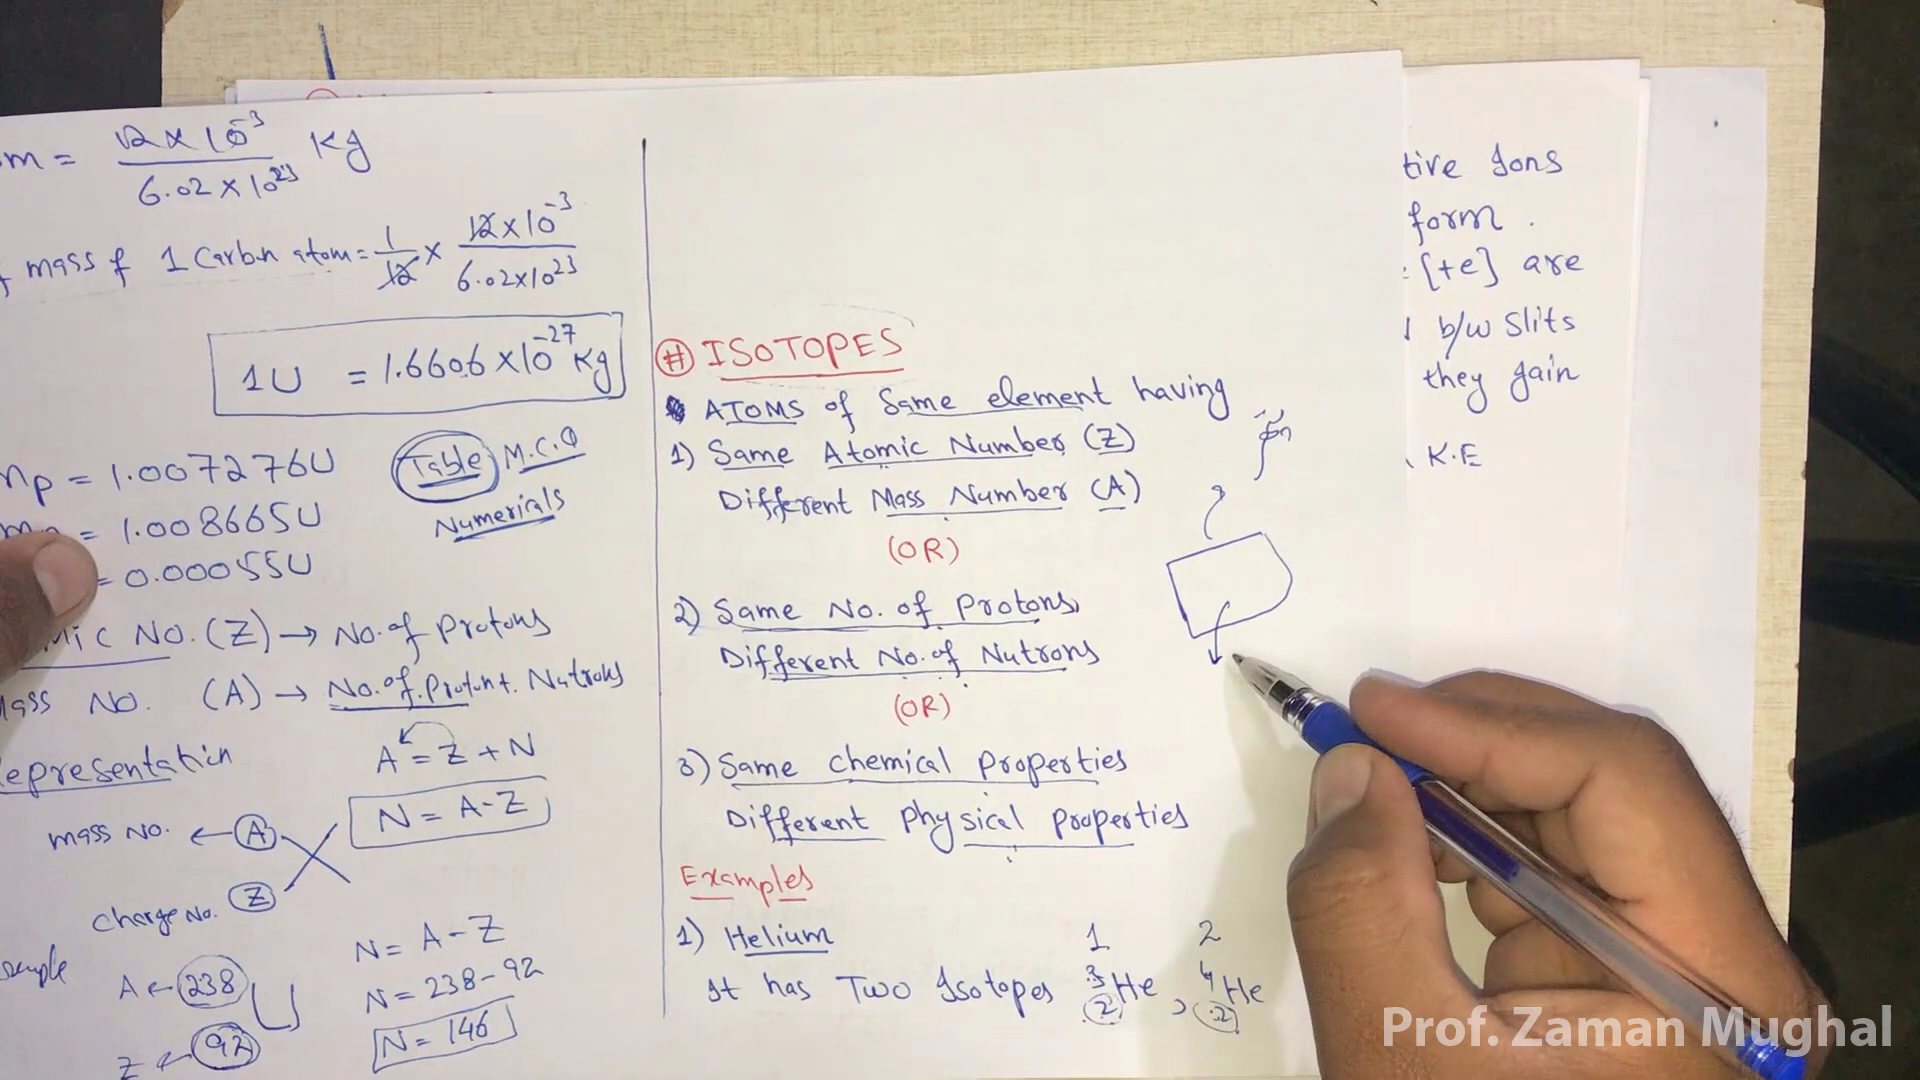 m = 12×10⁻³ / 6.02×10²³ Kg
mass of 1 Carbn atom = 1/12 × 12×10⁻³ / 6.02×10²³
1U = 1.6606×10⁻²⁷ Kg
mp = 1.007276U
= 1.008665U
= 0.00055U
Table M.C.Q
Numericals
mic No. (Z) → No. of Protons
Mass No. (A) → No. of Proton + Nutrons
Representatin
A = Z + N
N = A-Z
mass No. ← A
Charge No. Z
A ← 238 U
Z ← 92
N = A - Z
N = 238 - 92
N = 146
# ISOTOPES
ATOMS of Same element having
1) Same Atomic Number (Z)
Different Mass Number (A)
(OR)
2) Same No. of Protons,
Different No. of Nutrons
(OR)
3) Same chemical properties
Different physical properties
Examples
1) Helium
1 2
It has Two Isotopes ³₂He , ⁴₂He
tive Ions
form .
[+e] are
b/w Slits
they gain
K.E
Prof. Zaman Mughal